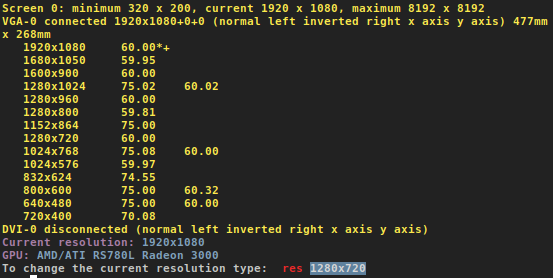 Screen 0: minimum 320 x 200, current 1920 x 1080, maximum 8192 x 8192
VGA-0 connected 1920x1080+0+0 (normal left inverted right x axis y axis) 477mm
x 268mm
1920x1080 60.00*+
1680x1050 59.95
1600x900 60.00
1280x1024 75.02 60.02
1280x960 60.00
1280x800 59.81
1152x864 75.00
1280x720 60.00
1024x768 75.08 60.00
1024x576 59.97
832x624 74.55
800x600 75.00 60.32
640x480 75.00 60.00
720x400 70.08
DVI-0 disconnected (normal left inverted right x axis y axis)
Current resolution: 1920x1080
GPU: AMD/ATI RS780L Radeon 3000
To change the current resolution type: res 1280x720